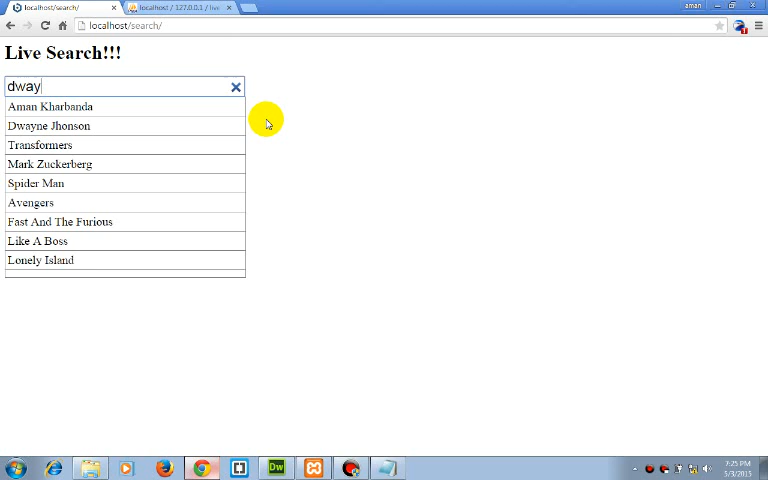 localhost/search/
localhost / 127.0.0.1 / live
aman
localhost/search/
Live Search!!!
dway
Aman Kharbanda
Dwayne Jhonson
Transformers
Mark Zuckerberg
Spider Man
Avengers
Fast And The Furious
Like A Boss
Lonely Island
Dw
7:25 PM
5/3/2015